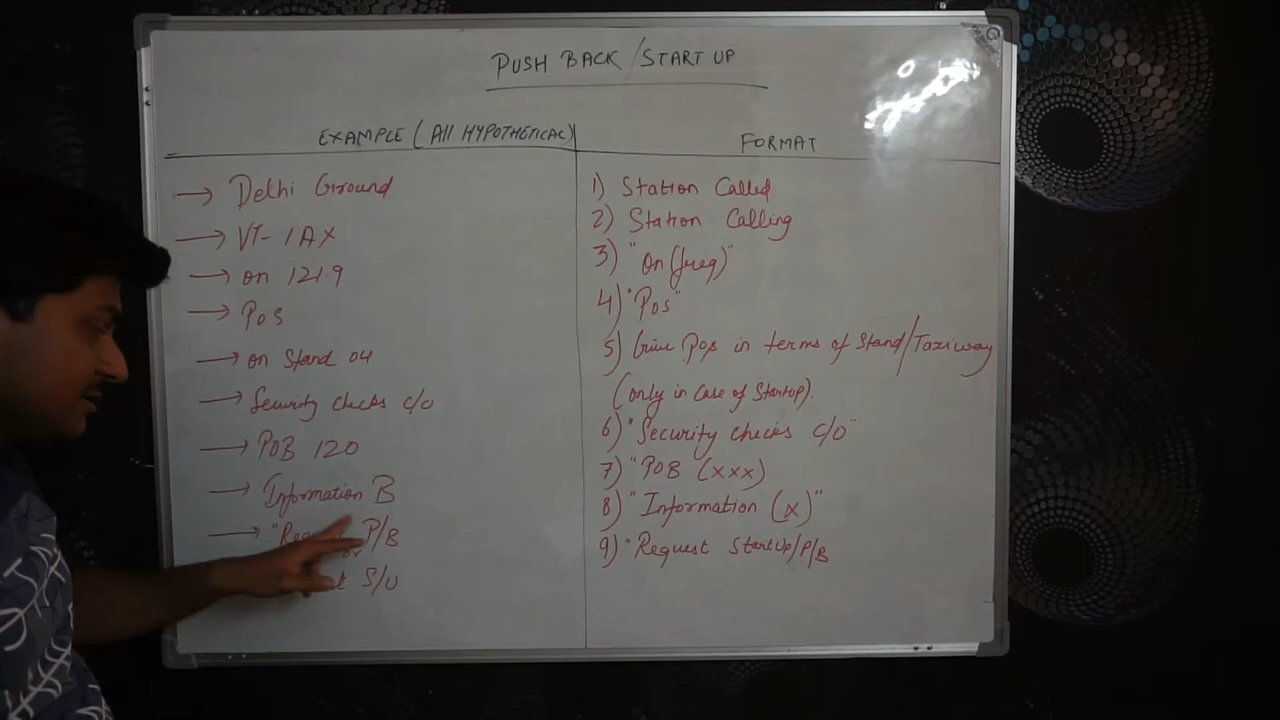 PUSH BACK/START UP
EXAMPLE (All HYPOTHETICAL)
→ Delhi Ground
→ VT-1AX
→ on 121.9
→ Pos
→ on Stand 04
→ Security checks c/o
→ POB 120
→ Information B
→ "Request P/B
or
S/U
FORMAT
1) Station Called
2) Station Calling
3) "On (freq)"
4) "Pos"
5) Give Pos in terms of Stand/Taxiway
(only in case of Startup).
6) "Security checks c/o"
7) "POB (xxx)
8) "Information (x)"
9) "Request StartUp/P/B